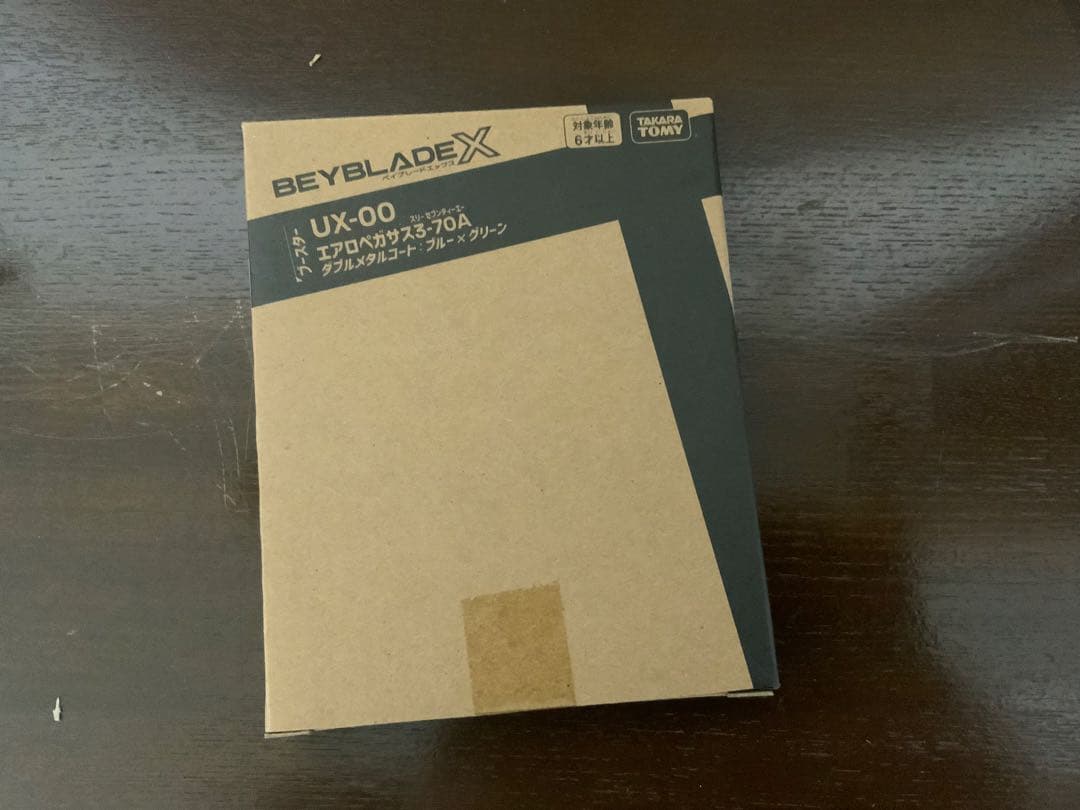 BEYBLADE X
ベイブレードエックス
対象年齢
6才以上
TAKARA
TOMY
ブースター
UX-00
スリーセブンティーエー
エアロペガサス3-70A
ダブルメタルコート：ブルー×グリーン